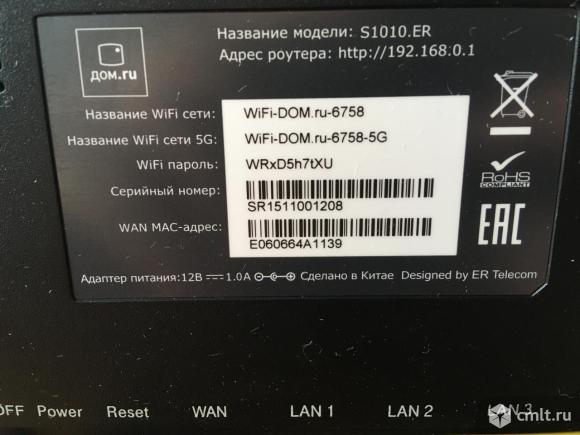 Название модели: S1010.ER
Адрес роутера: http://192.168.0.1
ДОМ.ru
Название WiFi сети: WiFi-DOM.ru-6758
Название WiFi сети 5G: WiFi-DOM.ru-6758-5G
WiFi пароль: WRxD5h7tXU
Серийный номер: SR1511001208
WAN MAC-адрес: E060664A1139
RoHS
COMPLIANT
EAC
Адаптер питания:12В 1.0A Сделано в Китае Designed by ER Telecom
OFF Power Reset WAN LAN 1 LAN 2 LAN 3
cmlt.ru